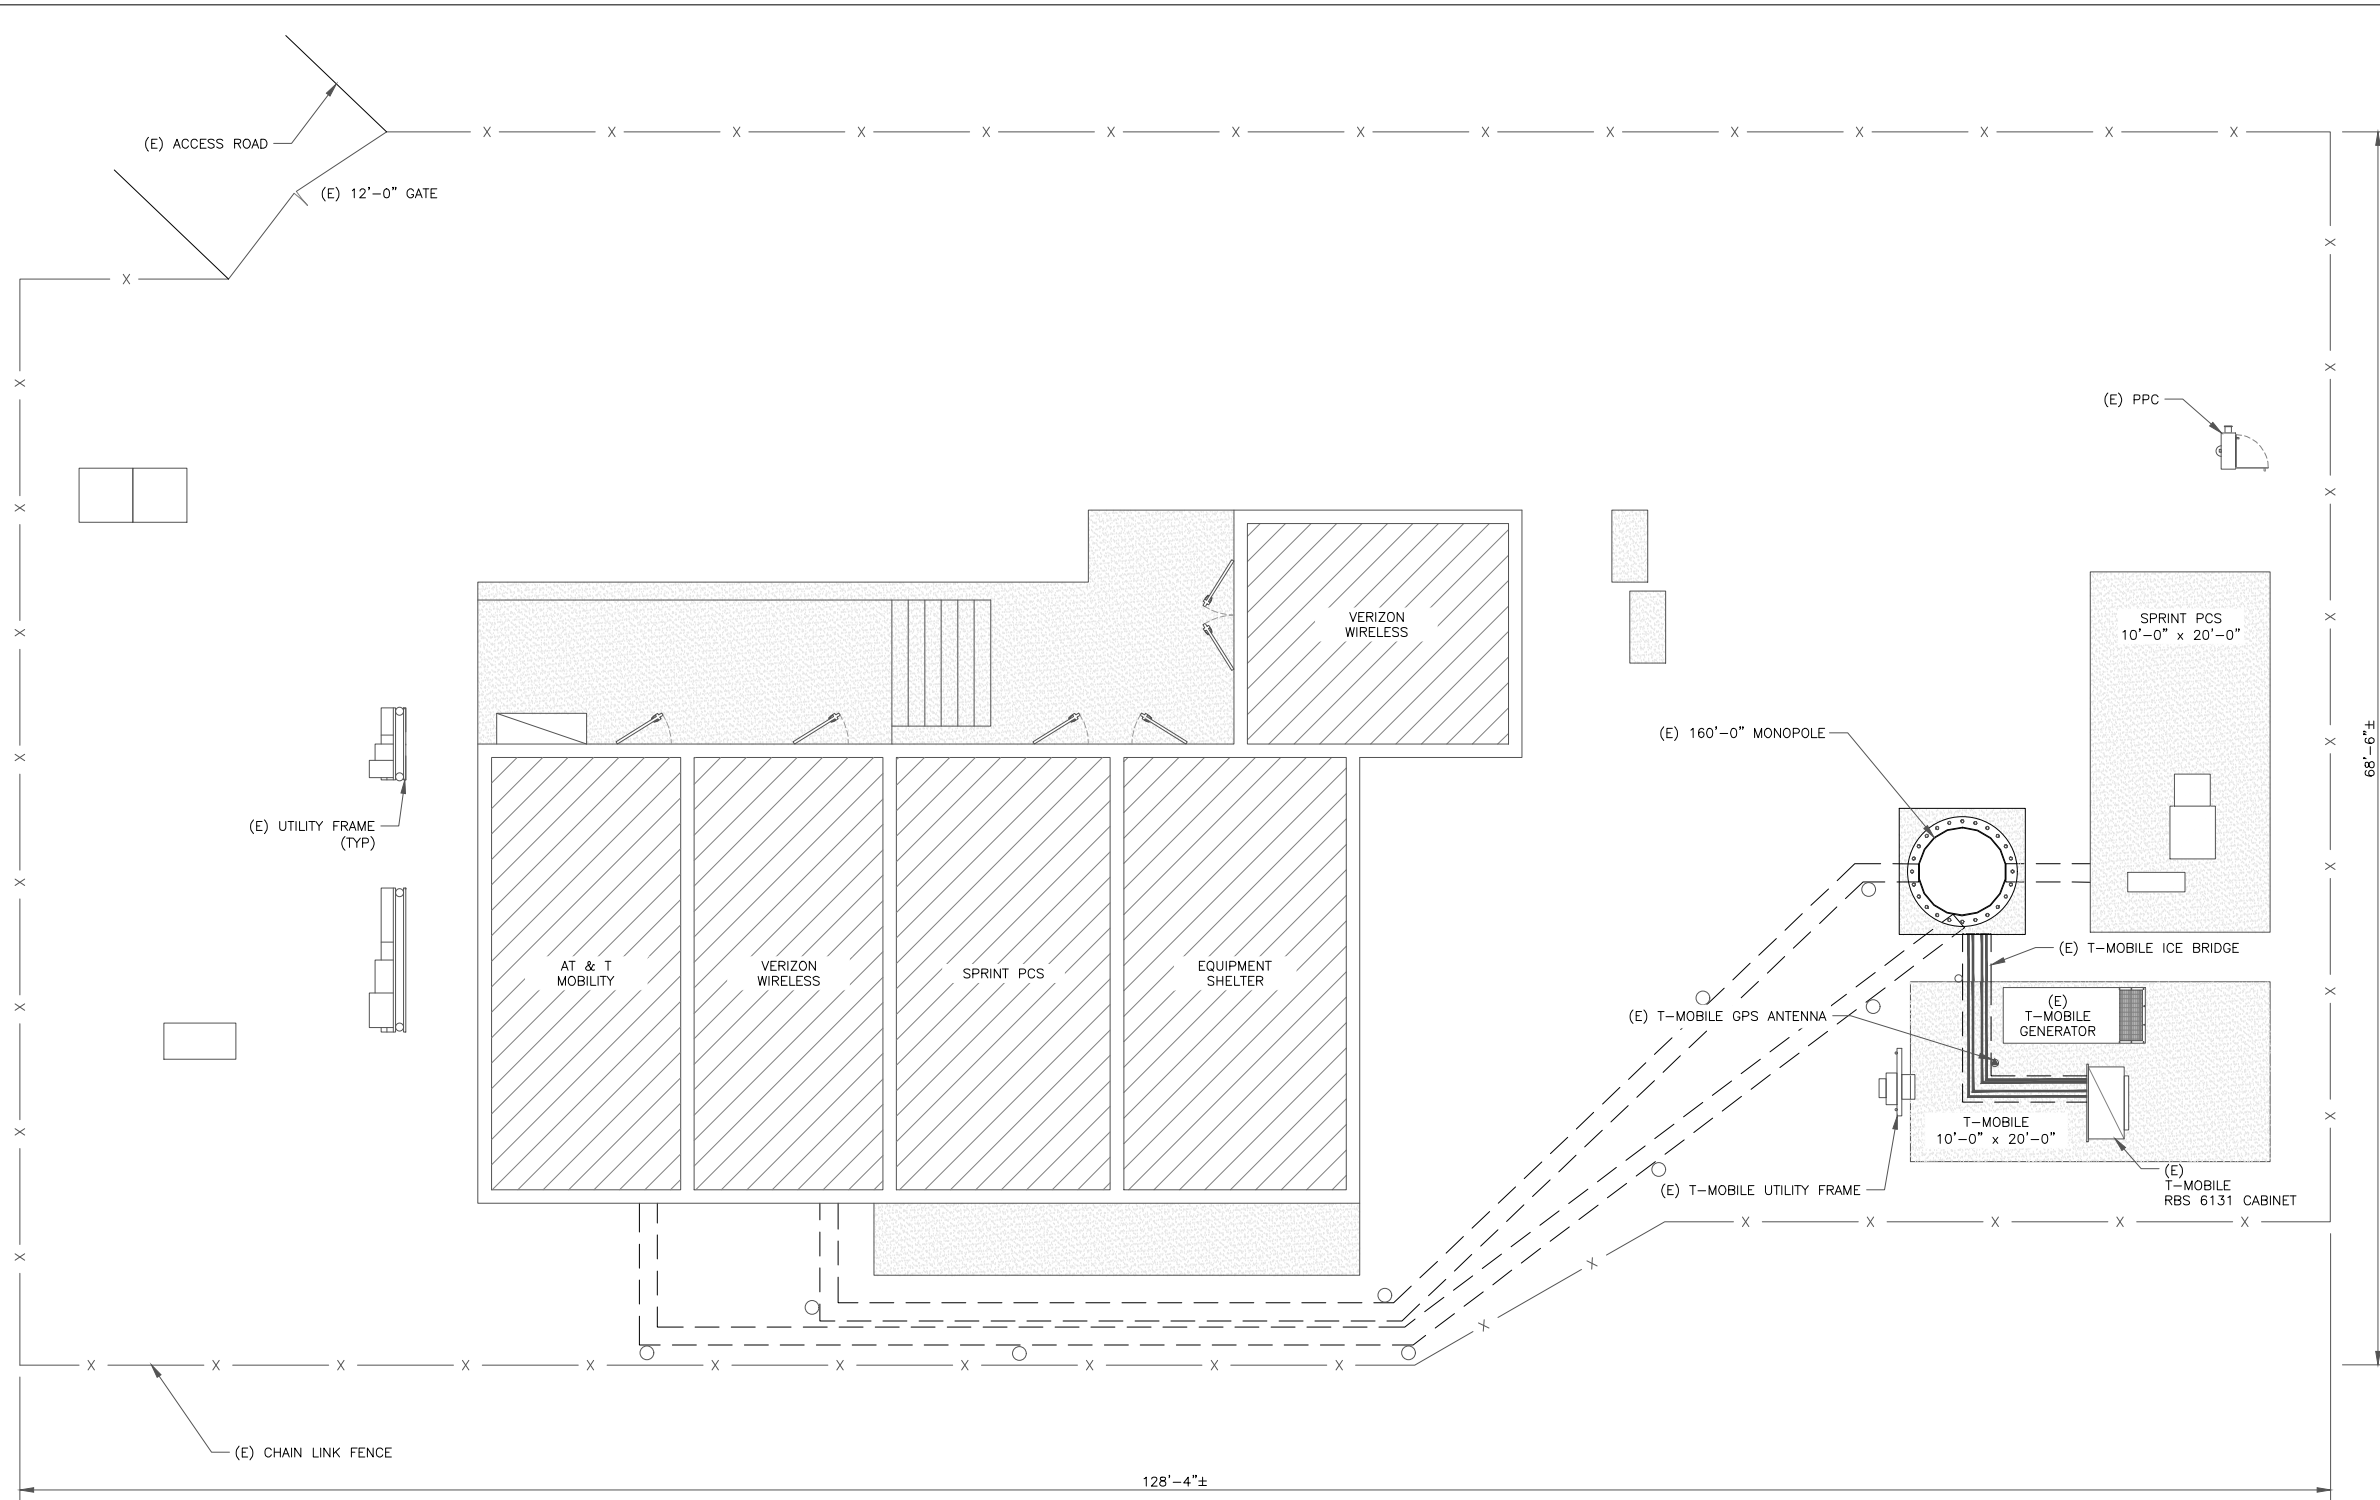 (E) ACCESS ROAD
(E) 12'-0" GATE
(E) PPC
VERIZON
WIRELESS
SPRINT PCS
10'-0" x 20'-0"
(E) 160'-0" MONOPOLE
68'-6"±
(E) UTILITY FRAME
(TYP)
AT & T
MOBILITY
VERIZON
WIRELESS
SPRINT PCS
EQUIPMENT
SHELTER
(E) T-MOBILE ICE BRIDGE
(E) T-MOBILE GPS ANTENNA
(E)
T-MOBILE
GENERATOR
T-MOBILE
10'-0" x 20'-0"
(E) T-MOBILE UTILITY FRAME
(E)
T-MOBILE
RBS 6131 CABINET
(E) CHAIN LINK FENCE
128'-4"±